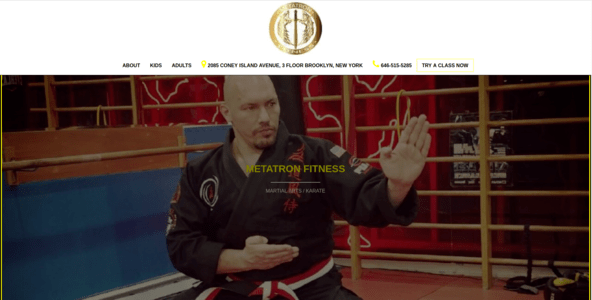 ABOUT
KIDS
ADULTS
2085 CONEY ISLAND AVENUE, 3 FLOOR BROOKLYN, NEW YORK
646-515-5285
TRY A CLASS NOW
METATRON FITNESS
MARTIAL ARTS / KARATE